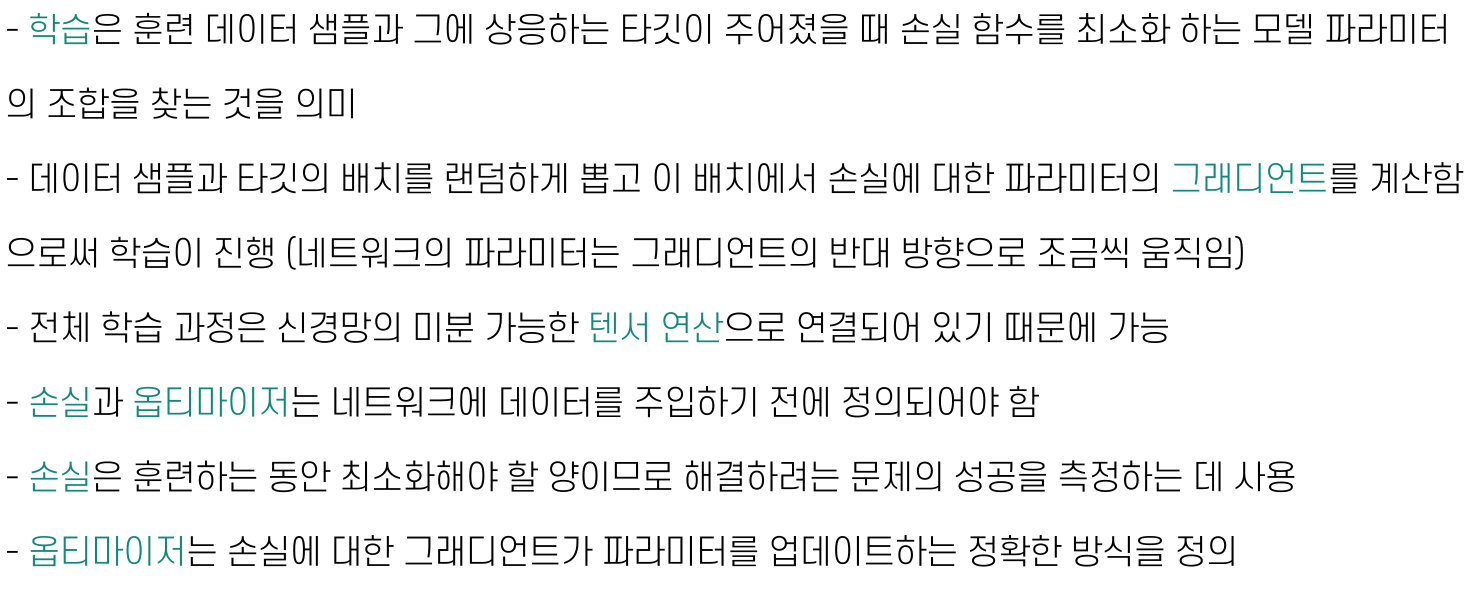 - 학습은 훈련 데이터 샘플과 그에 상응하는 타깃이 주어졌을 때 손실 함수를 최소화 하는 모델 파라미터
의 조합을 찾는 것을 의미
- 데이터 샘플과 타깃의 배치를 랜덤하게 뽑고 이 배치에서 손실에 대한 파라미터의 그래디언트를 계산함
으로써 학습이 진행 (네트워크의 파라미터는 그래디언트의 반대 방향으로 조금씩 움직임)
- 전체 학습 과정은 신경망의 미분 가능한 텐서 연산으로 연결되어 있기 때문에 가능
- 손실과 옵티마이저는 네트워크에 데이터를 주입하기 전에 정의되어야 함
- 손실은 훈련하는 동안 최소화해야 할 양이므로 해결하려는 문제의 성공을 측정하는 데 사용
- 옵티마이저는 손실에 대한 그래디언트가 파라미터를 업데이트하는 정확한 방식을 정의